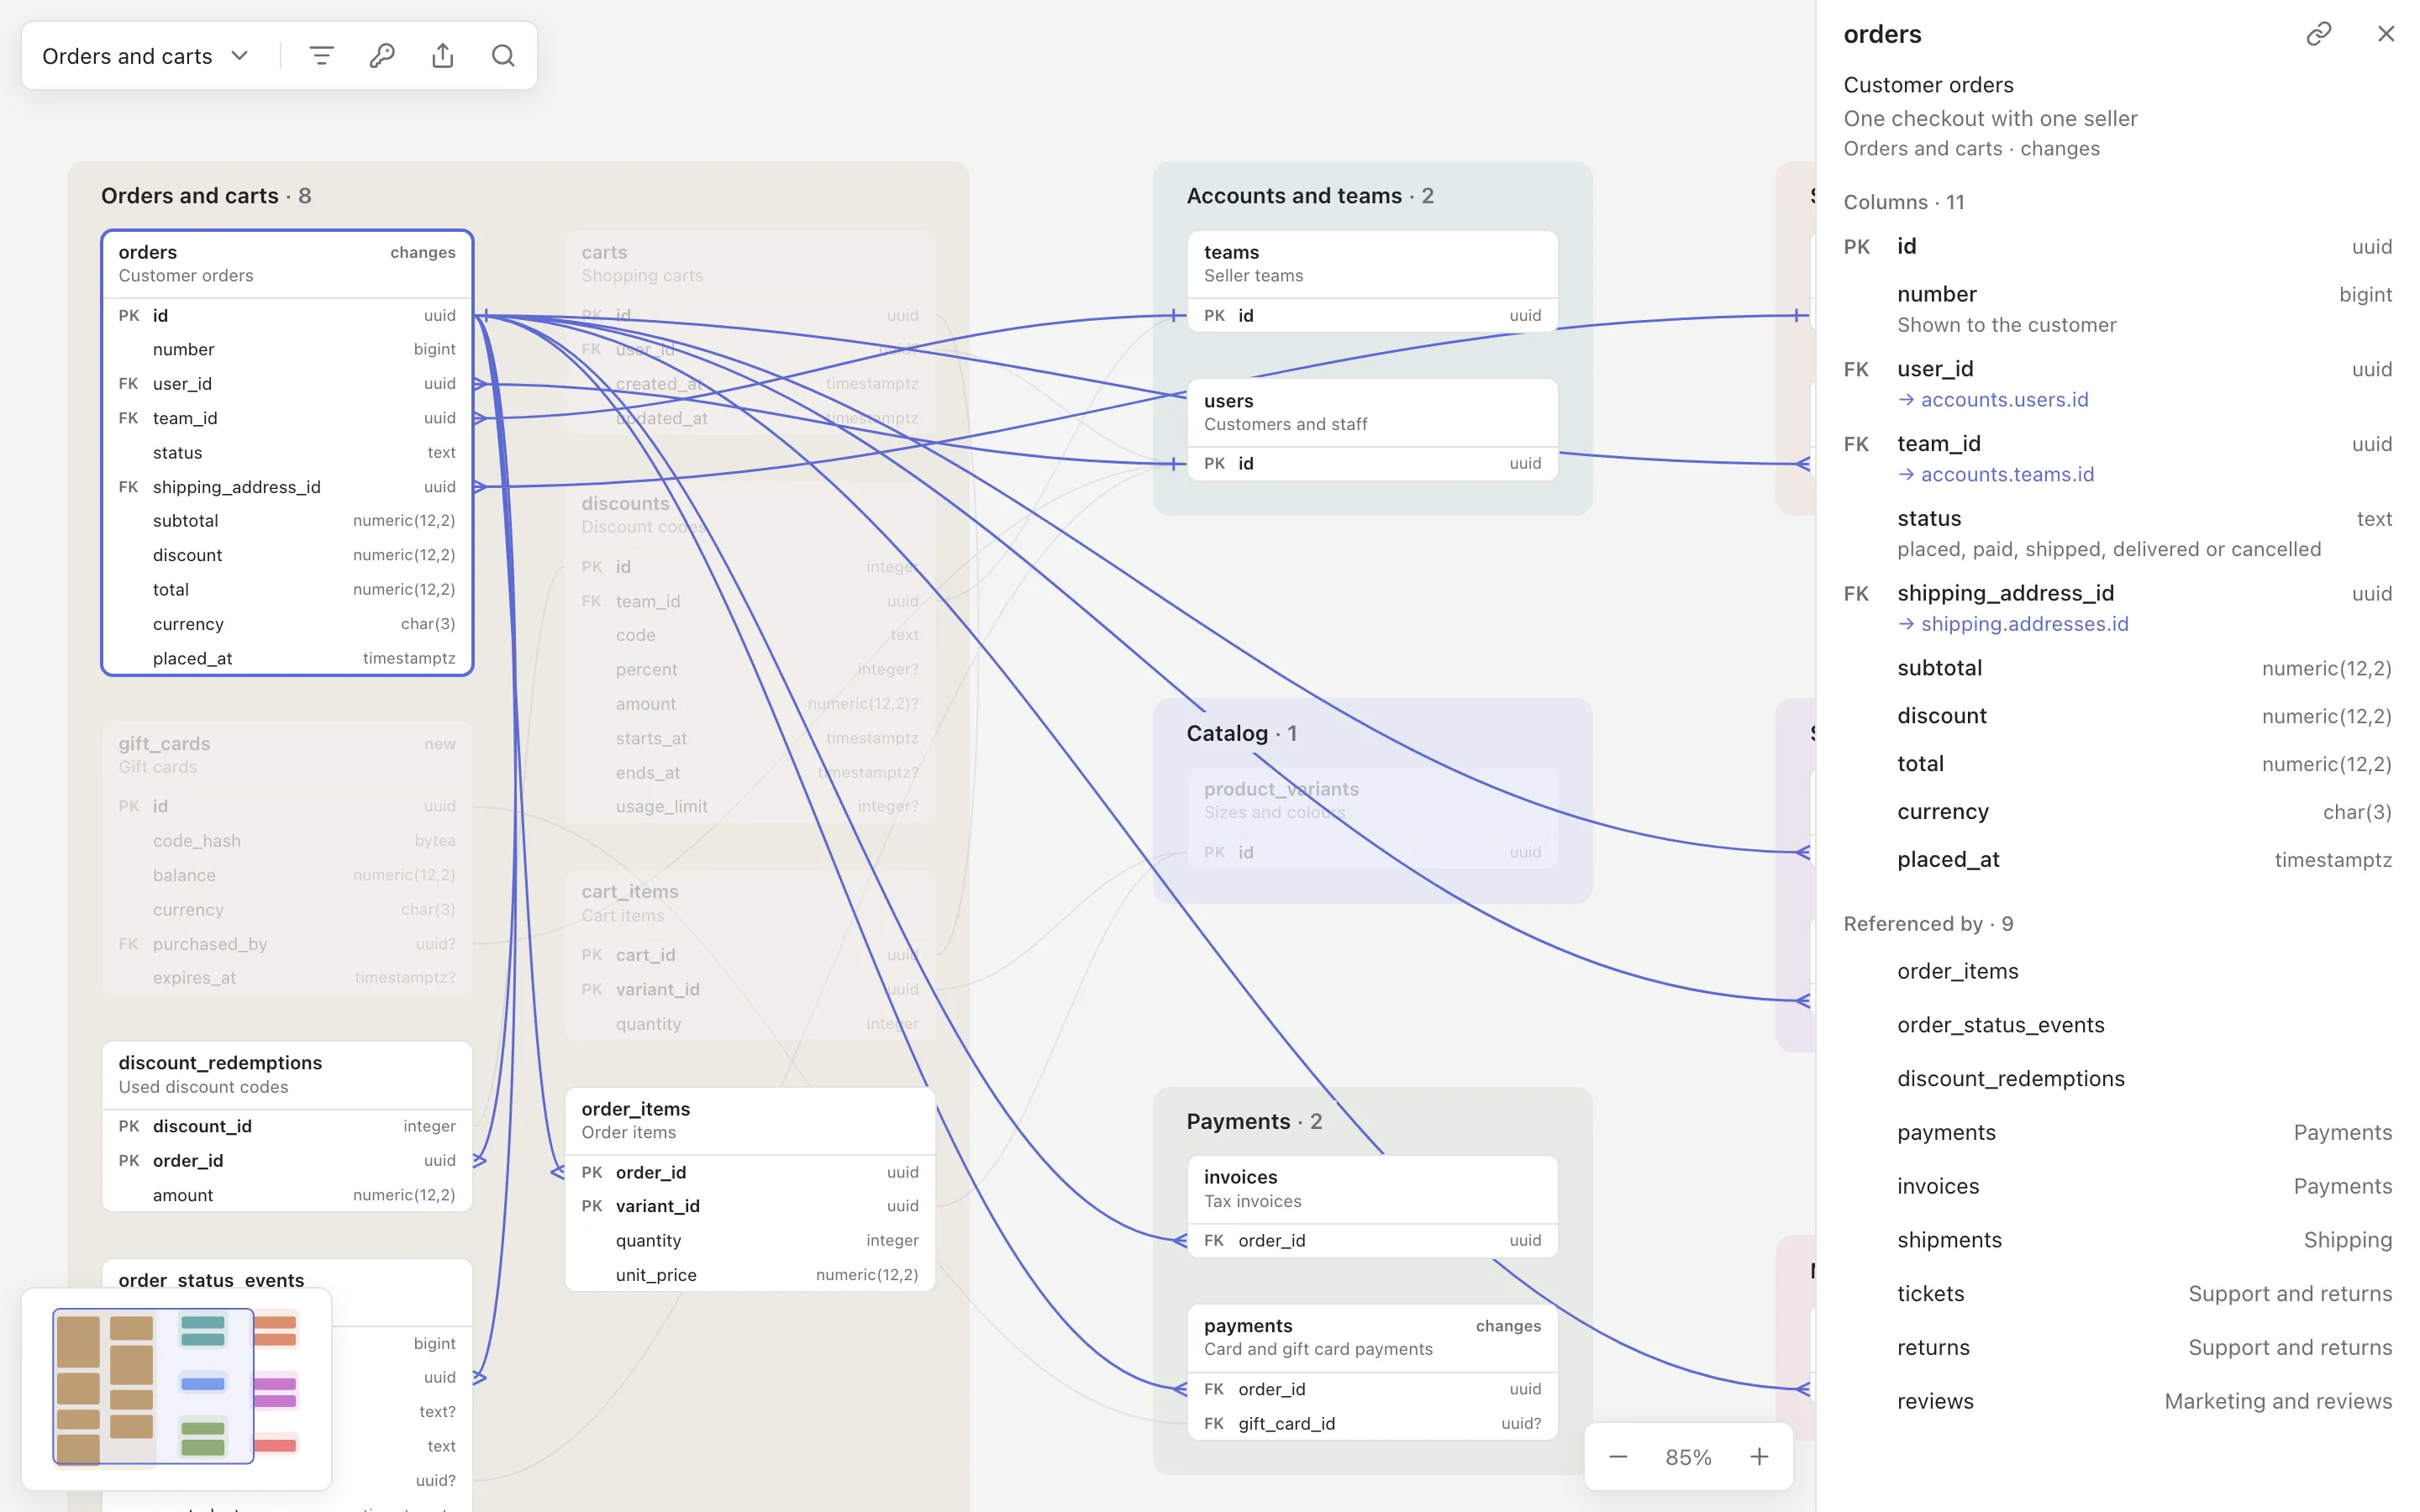 Orders and carts
Orders and carts · 8
orders changes
Customer orders
PK id uuid
number bigint
FK user_id uuid
FK team_id uuid
status text
FK shipping_address_id uuid
subtotal numeric(12,2)
discount numeric(12,2)
total numeric(12,2)
currency char(3)
placed_at timestamptz
gift_cards new
Gift cards
PK id uuid
code_hash bytea
balance numeric(12,2)
currency char(3)
FK purchased_by uuid?
expires_at timestamptz?
discount_redemptions
Used discount codes
PK discount_id integer
PK order_id uuid
amount numeric(12,2)
order_status_events
bigint
uuid
text?
text
uuid?
carts
Shopping carts
PK id uuid
FK user_id uuid?
created_at timestamptz
updated_at timestamptz
discounts
Discount codes
PK id integer
FK team_id uuid
code text
percent integer?
amount numeric(12,2)?
starts_at timestamptz
ends_at timestamptz?
usage_limit integer?
cart_items
Cart items
PK cart_id uuid
PK variant_id uuid
quantity integer
order_items
Order items
PK order_id uuid
PK variant_id uuid
quantity integer
unit_price numeric(12,2)
Accounts and teams · 2
teams
Seller teams
PK id uuid
users
Customers and staff
PK id uuid
Catalog · 1
product_variants
Sizes and colours
PK id uuid
Payments · 2
invoices
Tax invoices
FK order_id uuid
payments changes
Card and gift card payments
FK order_id uuid
FK gift_card_id uuid?
85%
orders
Customer orders
One checkout with one seller
Orders and carts · changes
Columns · 11
PK id uuid
number bigint
Shown to the customer
FK user_id uuid
→ accounts.users.id
FK team_id uuid
→ accounts.teams.id
status text
placed, paid, shipped, delivered or cancelled
FK shipping_address_id uuid
→ shipping.addresses.id
subtotal numeric(12,2)
discount numeric(12,2)
total numeric(12,2)
currency char(3)
placed_at timestamptz
Referenced by · 9
order_items
order_status_events
discount_redemptions
payments Payments
invoices Payments
shipments Shipping
tickets Support and returns
returns Support and returns
reviews Marketing and reviews